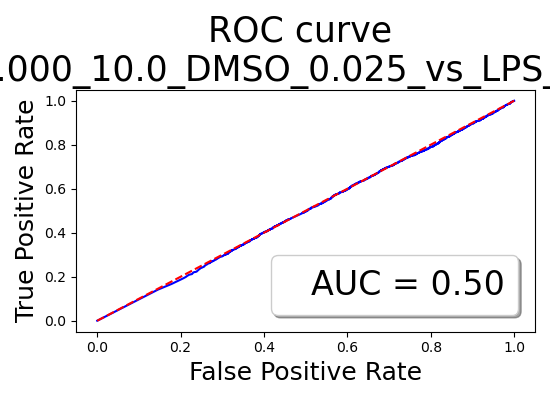 ROC curve
.000_10.0_DMSO_0.025_vs_LPS_
1.0
0.8
0.6
0.4
0.2
0.0
True Positive Rate
AUC = 0.50
0.0 0.2 0.4 0.6 0.8 1.0
False Positive Rate